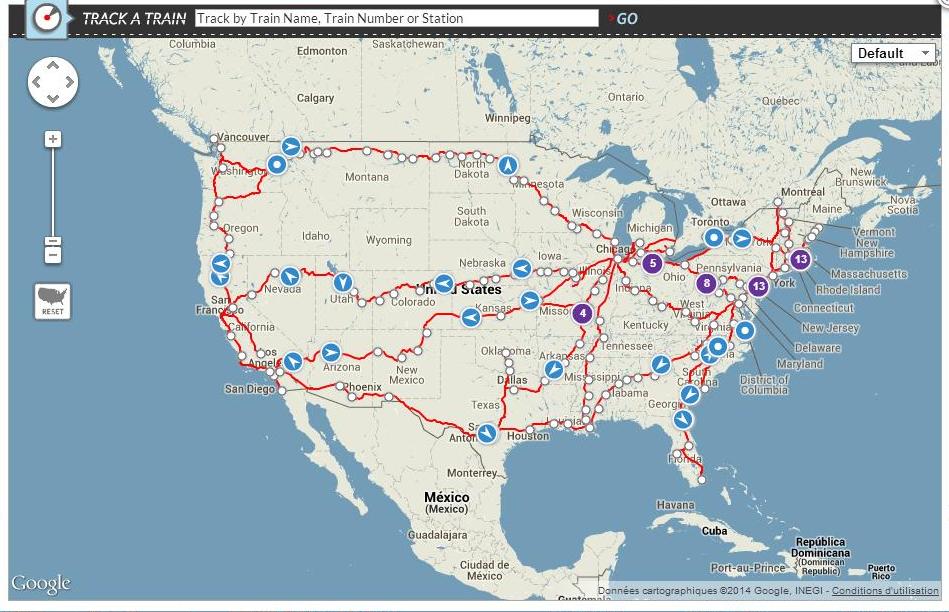 TRACK A TRAIN Track by Train Name, Train Number or Station GO
Default
Columbia
Edmonton
Saskatchewan
Calgary
Ontario
Québec
Winnipeg
Vancouver
Washington
Montana
North
Dakota
Minnesota
Ottawa
Montréal
New
Brunswick
Nova
Scotia
Maine
Toronto
Vermont
New
Hampshire
Massachusetts
Rhode Island
Connecticut
New Jersey
Delaware
Maryland
District of
Columbia
Oregon
Idaho
Wyoming
South
Dakota
Wisconsin
Michigan
Chicago
Iowa
Nebraska
Illinois
Indiana
Ohio
Pennsylvania
York
5
8
13
13
4
Nevada
Utah
Colorado
United States
Kansas
Missouri
West
Virginia
Virginia
Kentucky
San
Francisco
California
Los
Angeles
San Diego
Arizona
Phoenix
New
Mexico
Oklahoma
Arkansas
Tennessee
Mississippi
Alabama
South
Carolina
Georgia
Dallas
Texas
San
Antonio
Houston
Louisiana
Florida
RESET
Monterrey
México
(Mexico)
Guadalajara
Ciudad de
México
Havana
Cuba
Port-au-Prince
República
Dominicana
(Dominican
Republic)
Puerto
Rico
Google
Données cartographiques ©2014 Google, INEGI - Conditions d'utilisation